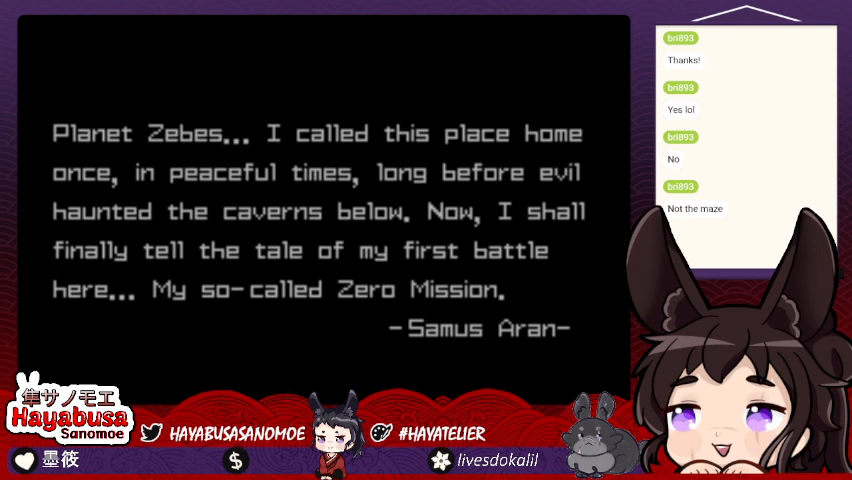 Planet Zebes... I called this place home
once, in peaceful times, long before evil
haunted the caverns below. Now, I shall
finally tell the tale of my first battle
here... My so-called Zero Mission.
-Samus Aran-
bri893
Thanks!
bri893
Yes lol
bri893
No
bri893
Not the maze
隼サノモエ
Hayabusa
Sanomoe
HAYABUSASANOMOE
#HAYATELIER
墨筱
$
livesdokalil